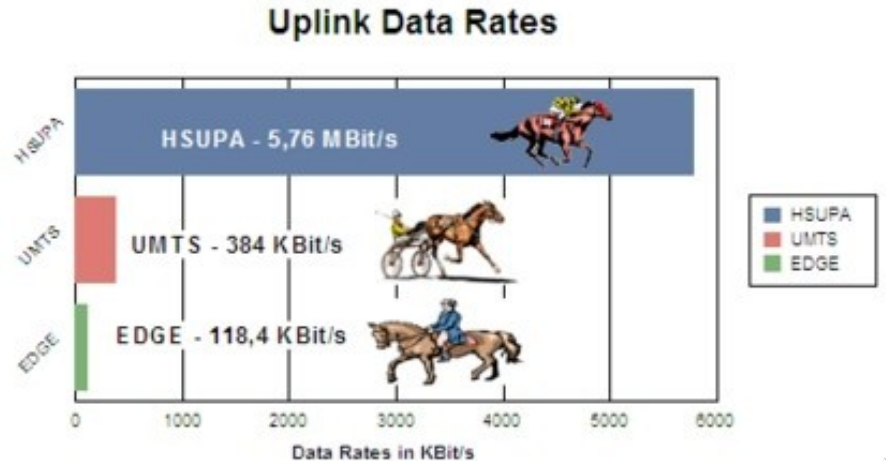 Uplink Data Rates
HSUPA
HSUPA - 5,76 MBit/s
UMTS
UMTS - 384 KBit/s
EDGE
EDGE - 118,4 KBit/s
HSUPA
UMTS
EDGE
0 1000 2000 3000 4000 5000 6000
Data Rates in KBit/s